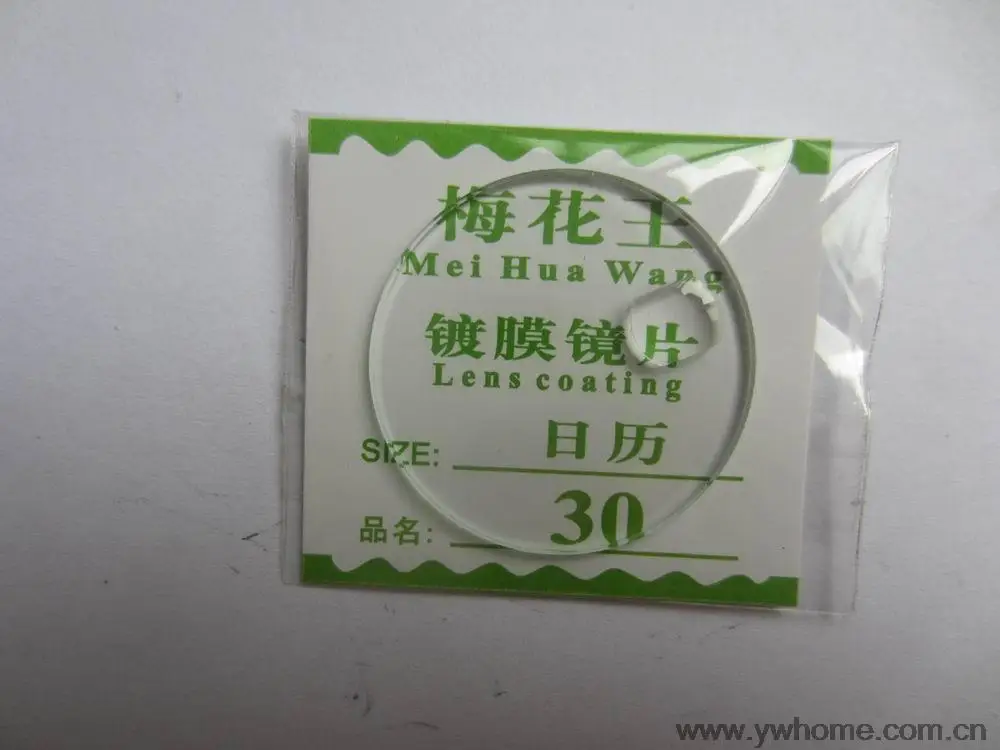 梅花王
Mei Hua Wang
镀膜镜片
Lens coating
SIZE: 日历
品名: 30
www.ywhome.com.cn